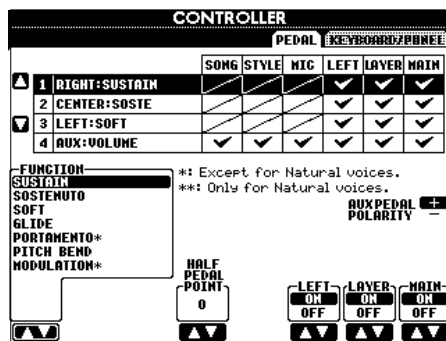 CONTROLLER
PEDAL KEYBOARD/PANEL
SONG STYLE MIC LEFT LAYER MAIN
1 RIGHT:SUSTAIN
2 CENTER:SOSTE
3 LEFT:SOFT
4 AUX:VOLUME
FUNCTION
SUSTAIN
SOSTENUTO
SOFT
GLIDE
PORTAMENTO*
PITCH BEND
MODULATION*
*: Except for Natural voices.
**: Only for Natural voices.
AUX PEDAL +
POLARITY -
HALF
PEDAL
POINT
0
LEFT LAYER MAIN
ON ON ON
OFF OFF OFF